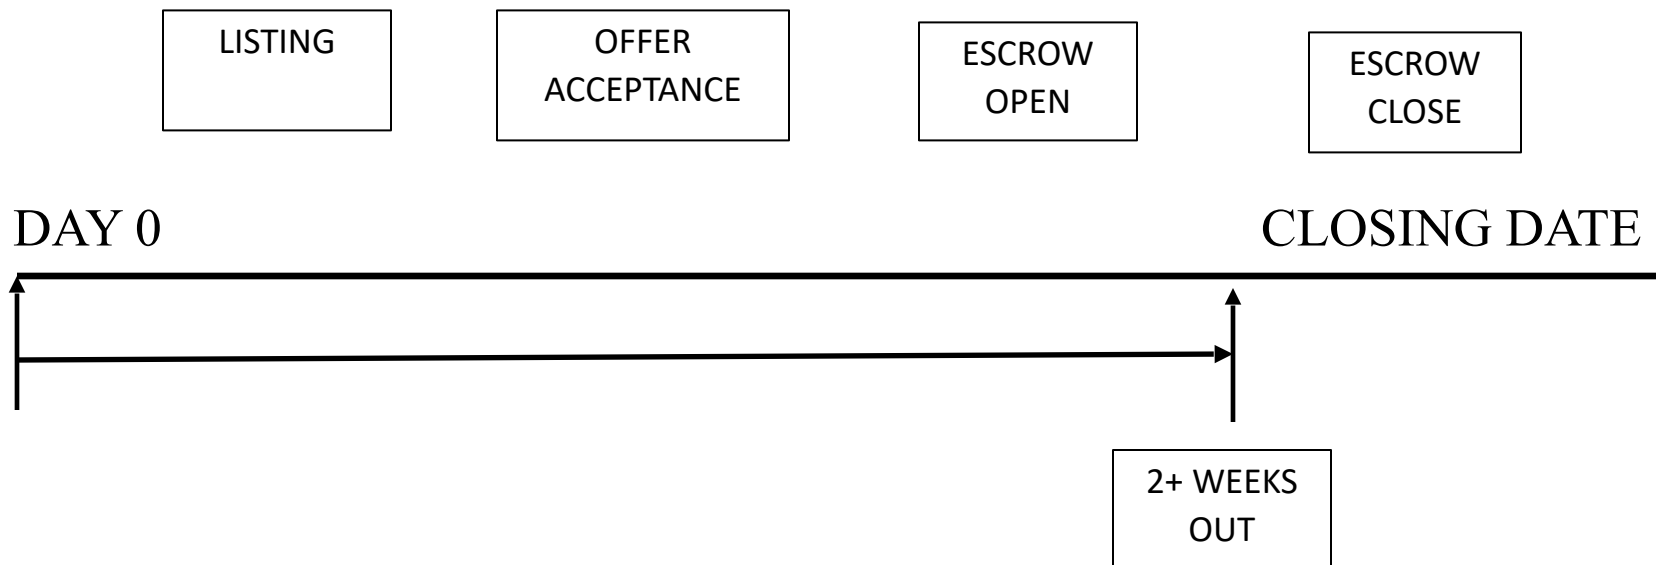 LISTING
OFFER
ACCEPTANCE
ESCROW
OPEN
ESCROW
CLOSE
DAY 0
CLOSING DATE
2+ WEEKS
OUT